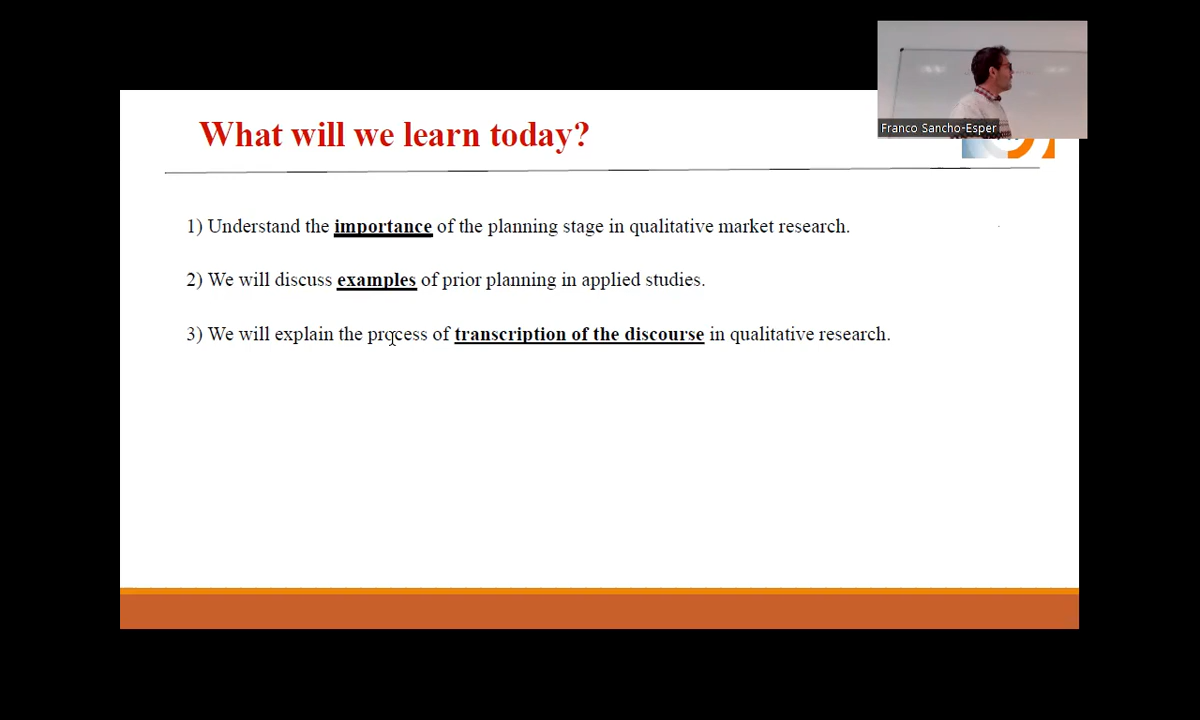 Franco Sancho-Esper
What will we learn today?
1) Understand the importance of the planning stage in qualitative market research.
2) We will discuss examples of prior planning in applied studies.
3) We will explain the process of transcription of the discourse in qualitative research.